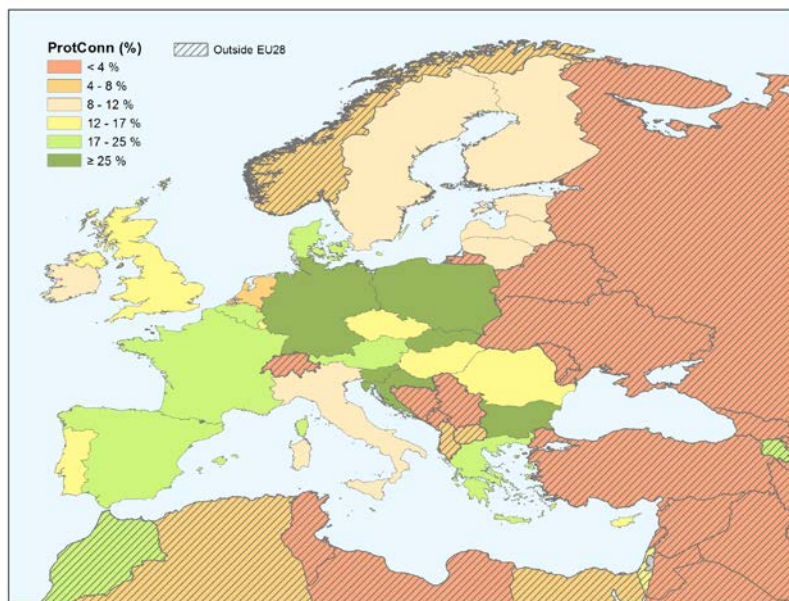 ProtConn (%)
Outside EU28
< 4 %
4 - 8 %
8 - 12 %
12 - 17 %
17 - 25 %
≥ 25 %